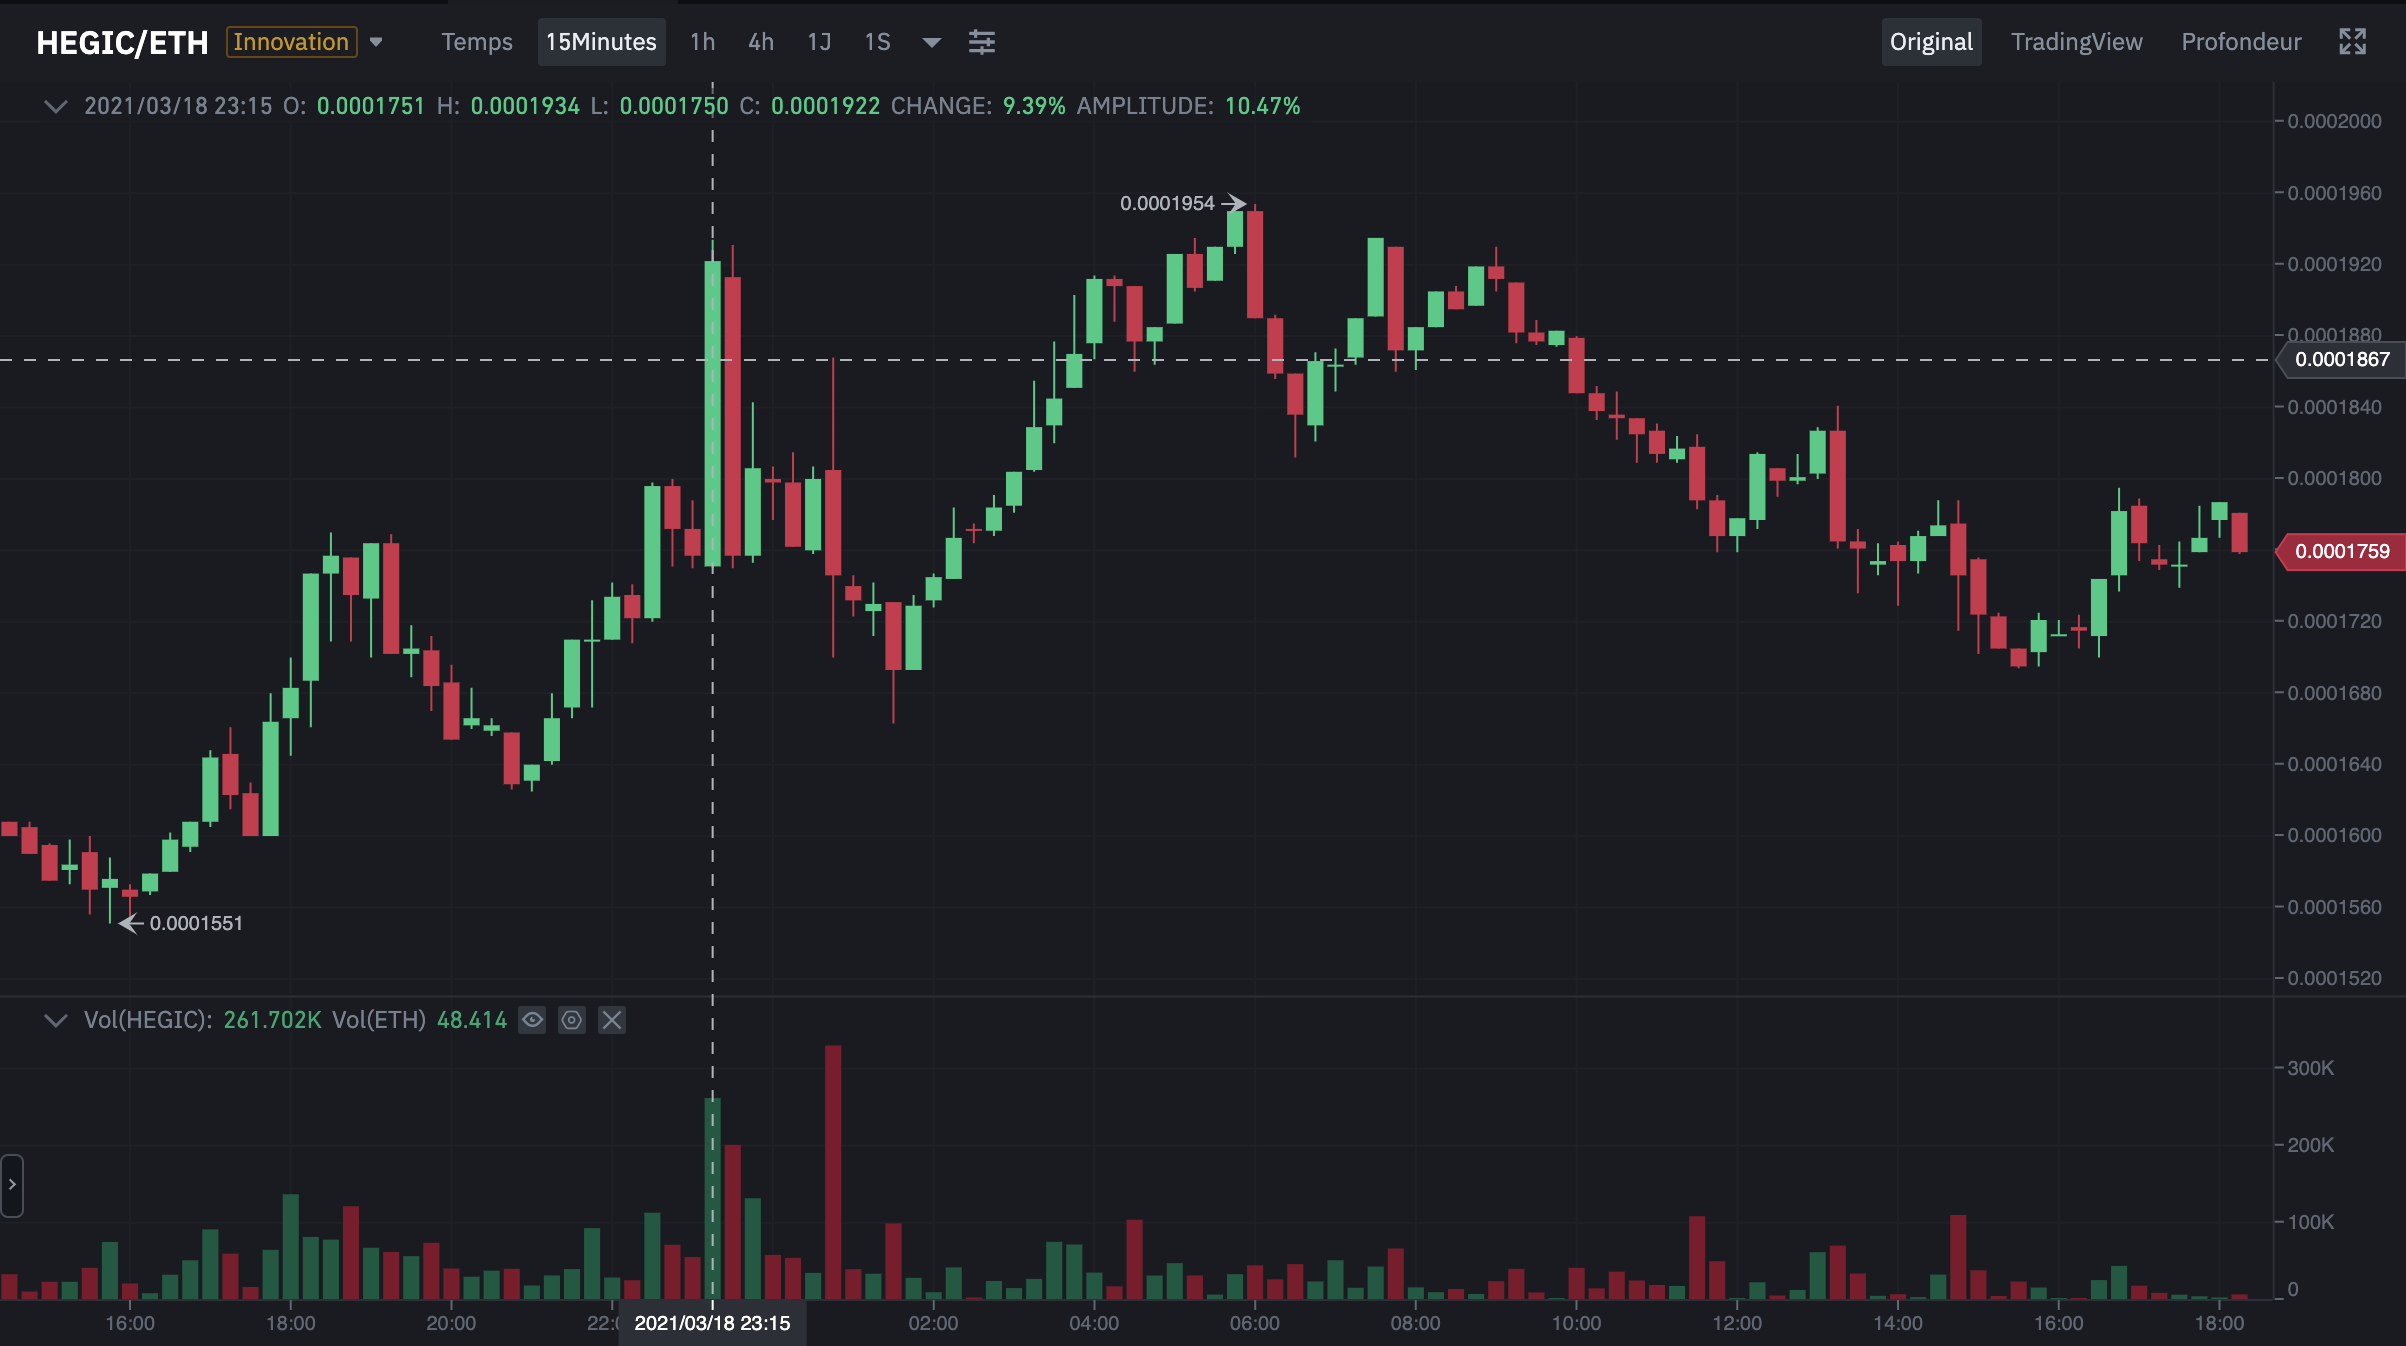 HEGIC/ETH Innovation Temps 15Minutes 1h 4h 1J 1S Original TradingView Profondeur
2021/03/18 23:15 O: 0.0001751 H: 0.0001934 L: 0.0001750 C: 0.0001922 CHANGE: 9.39% AMPLITUDE: 10.47%
0.0002000
0.0001960
0.0001954
0.0001920
0.0001880
0.0001867
0.0001840
0.0001800
0.0001759
0.0001720
0.0001680
0.0001640
0.0001600
0.0001560
0.0001551
0.0001520
Vol(HEGIC): 261.702K Vol(ETH) 48.414
300K
200K
100K
0
16:00 18:00 20:00 22:0 2021/03/18 23:15 02:00 04:00 06:00 08:00 10:00 12:00 14:00 16:00 18:00